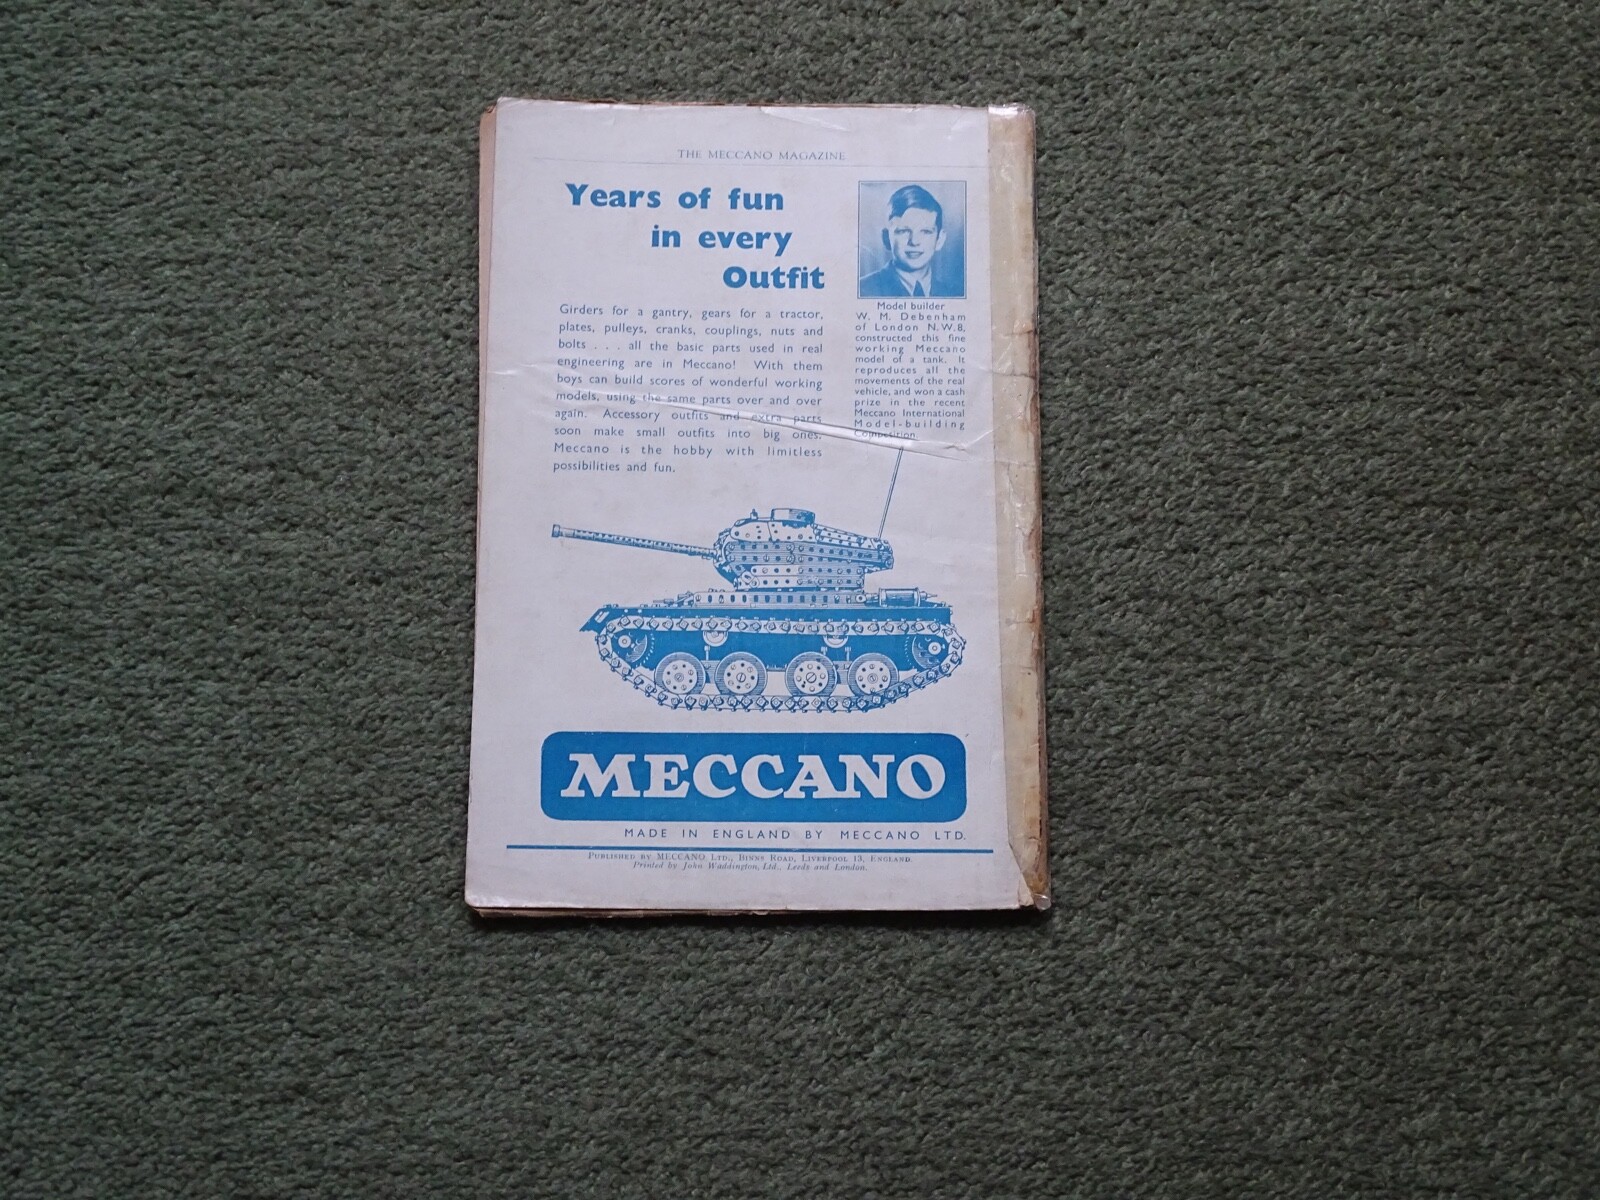 THE MECCANO MAGAZINE
Years of fun
in every
Outfit
Girders for a gantry, gears for a tractor,
plates, pulleys, cranks, couplings, nuts and
bolts . . . all the basic parts used in real
engineering are in Meccano! With them
boys can build scores of wonderful working
models, using the same parts over and over
again. Accessory outfits and extra parts
soon make small outfits into big ones.
Meccano is the hobby with limitless
possibilities and fun.
Model builder
W. M. Debenham
of London N.W.8,
constructed this fine
working Meccano
model of a tank. It
reproduces all the
movements of the real
vehicle, and won a cash
prize in the recent
Meccano International
Model-building
Competition.
MECCANO
MADE IN ENGLAND BY MECCANO LTD.
PUBLISHED BY MECCANO LTD., BINNS ROAD, LIVERPOOL 13, ENGLAND.
Printed by John Waddington, Ltd., Leeds and London.